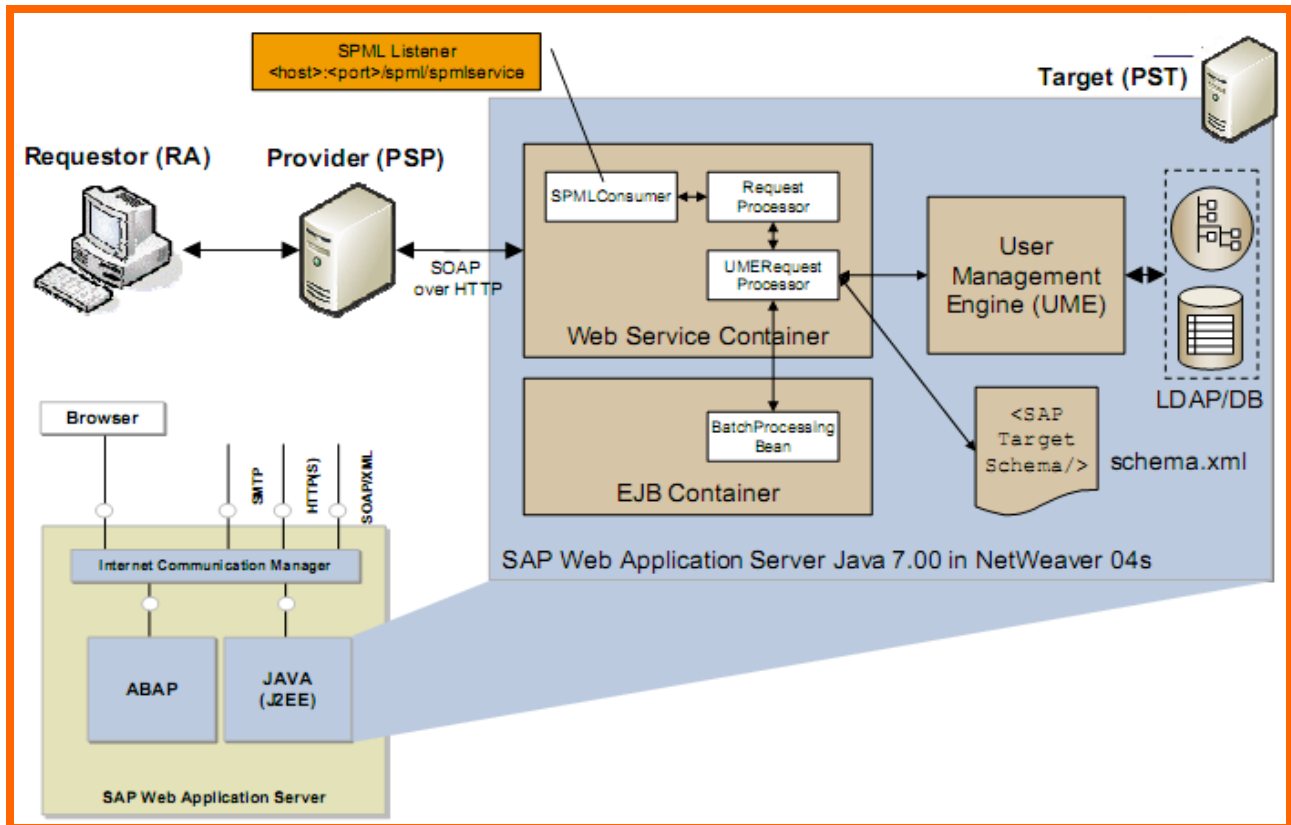 SPML Listener
<host>:<port>/spml/spmlservice
Target (PST)
Requestor (RA)
Provider (PSP)
SPMLConsumer
Request
Processor
SOAP
over HTTP
UMERequest
Processor
User
Management
Engine (UME)
Web Service Container
LDAP/DB
BatchProcessing
Bean
EJB Container
<SAP
Target
Schema/>
schema.xml
SAP Web Application Server Java 7.00 in NetWeaver 04s
Browser
SMTP
HTTP(S)
SOAP/XML
Internet Communication Manager
ABAP
JAVA
(J2EE)
SAP Web Application Server